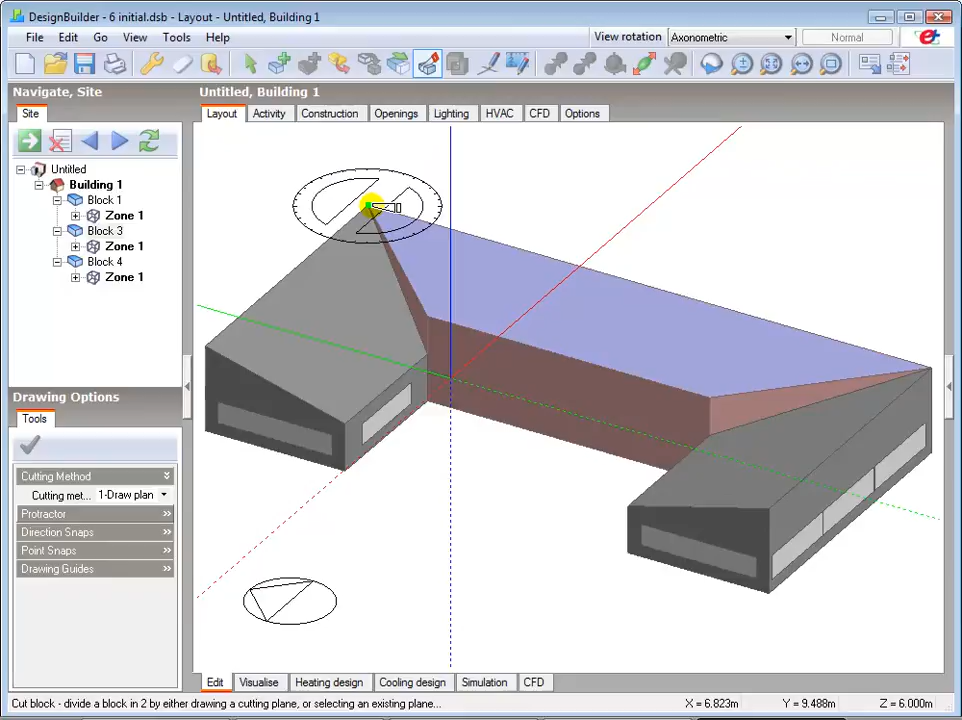 DesignBuilder - 6 initial.dsb - Layout - Untitled, Building 1
File Edit Go View Tools Help
View rotation Axonometric Normal
Navigate, Site
Untitled, Building 1
Site
Layout Activity Construction Openings Lighting HVAC CFD Options
Untitled
Building 1
Block 1
Zone 1
Block 3
Zone 1
Block 4
Zone 1
Drawing Options
Tools
Cutting Method
Cutting met... 1-Draw plan
Protractor
Direction Snaps
Point Snaps
Drawing Guides
Edit Visualise Heating design Cooling design Simulation CFD
Cut block - divide a block in 2 by either drawing a cutting plane, or selecting an existing plane... X = 6.823m Y = 9.488m Z = 6.000m